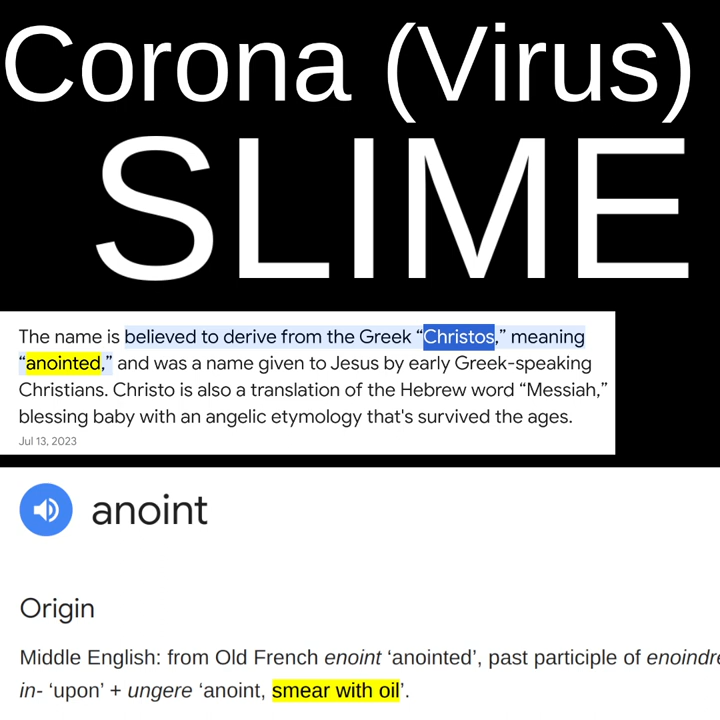 Corona (Virus)
SLIME
The name is believed to derive from the Greek “Christos,” meaning
“anointed,” and was a name given to Jesus by early Greek-speaking
Christians. Christo is also a translation of the Hebrew word “Messiah,”
blessing baby with an angelic etymology that's survived the ages.
Jul 13, 2023
anoint
Origin
Middle English: from Old French enoint ‘anointed’, past participle of enoindre
in- ‘upon’ + ungere ‘anoint, smear with oil’.